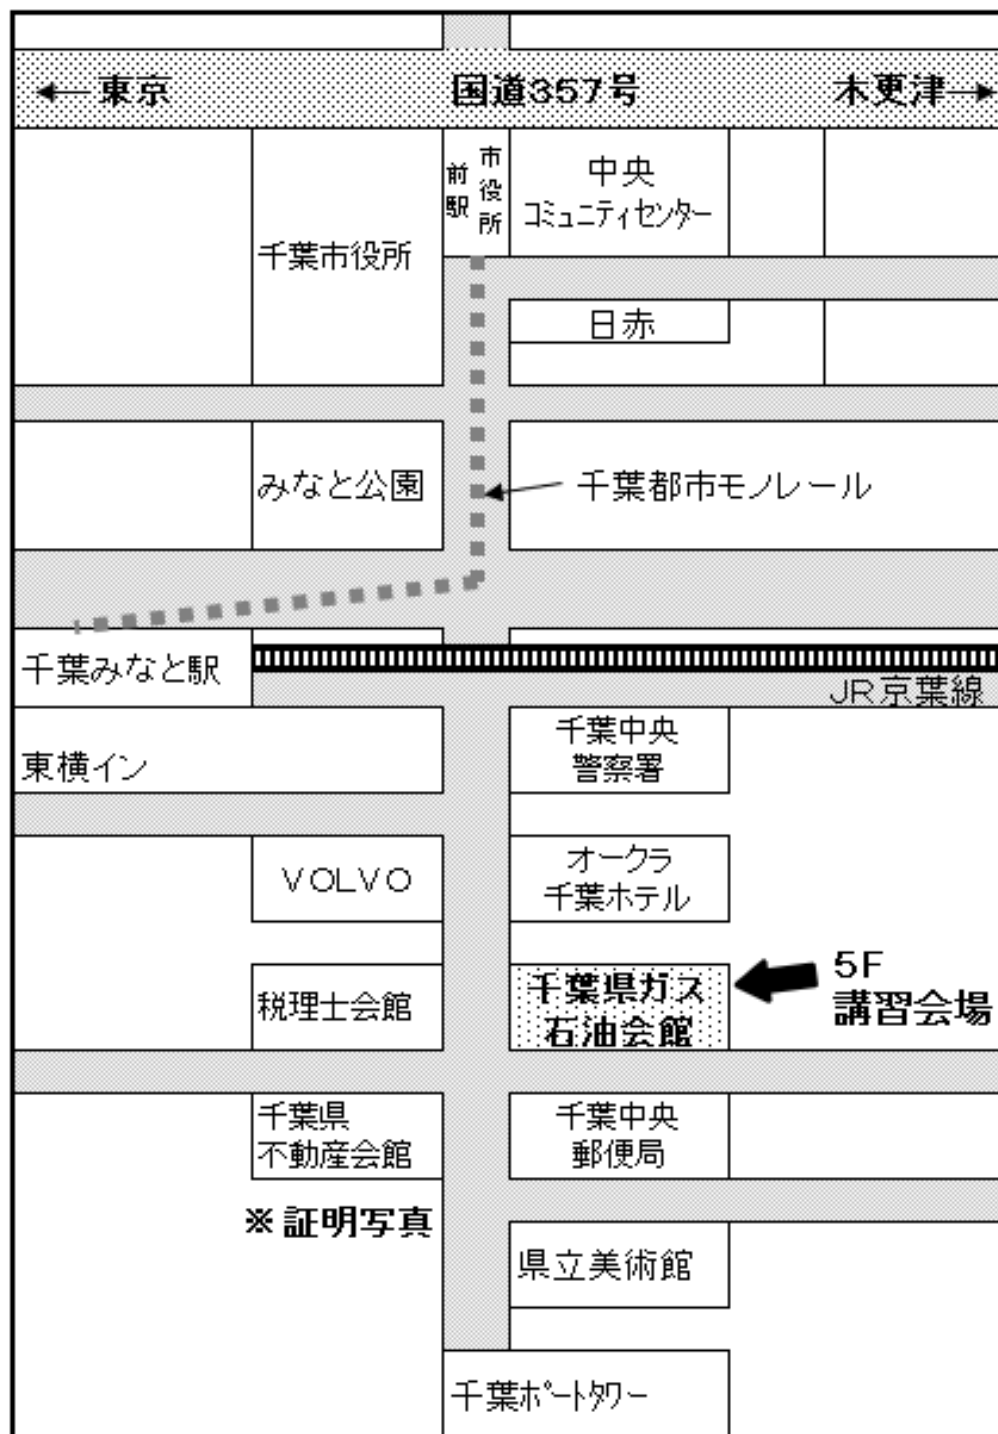 ←東京 国道357号 木更津→
市役所
前駅
中央
コミュニティセンター
千葉市役所
日赤
みなと公園
千葉都市モノレール
千葉みなと駅
JR京葉線
東横イン
千葉中央
警察署
VOLVO
オークラ
千葉ホテル
税理士会館
千葉県ガス
石油会館
5F
講習会場
千葉県
不動産会館
千葉中央
郵便局
※証明写真
県立美術館
千葉ポートタワー